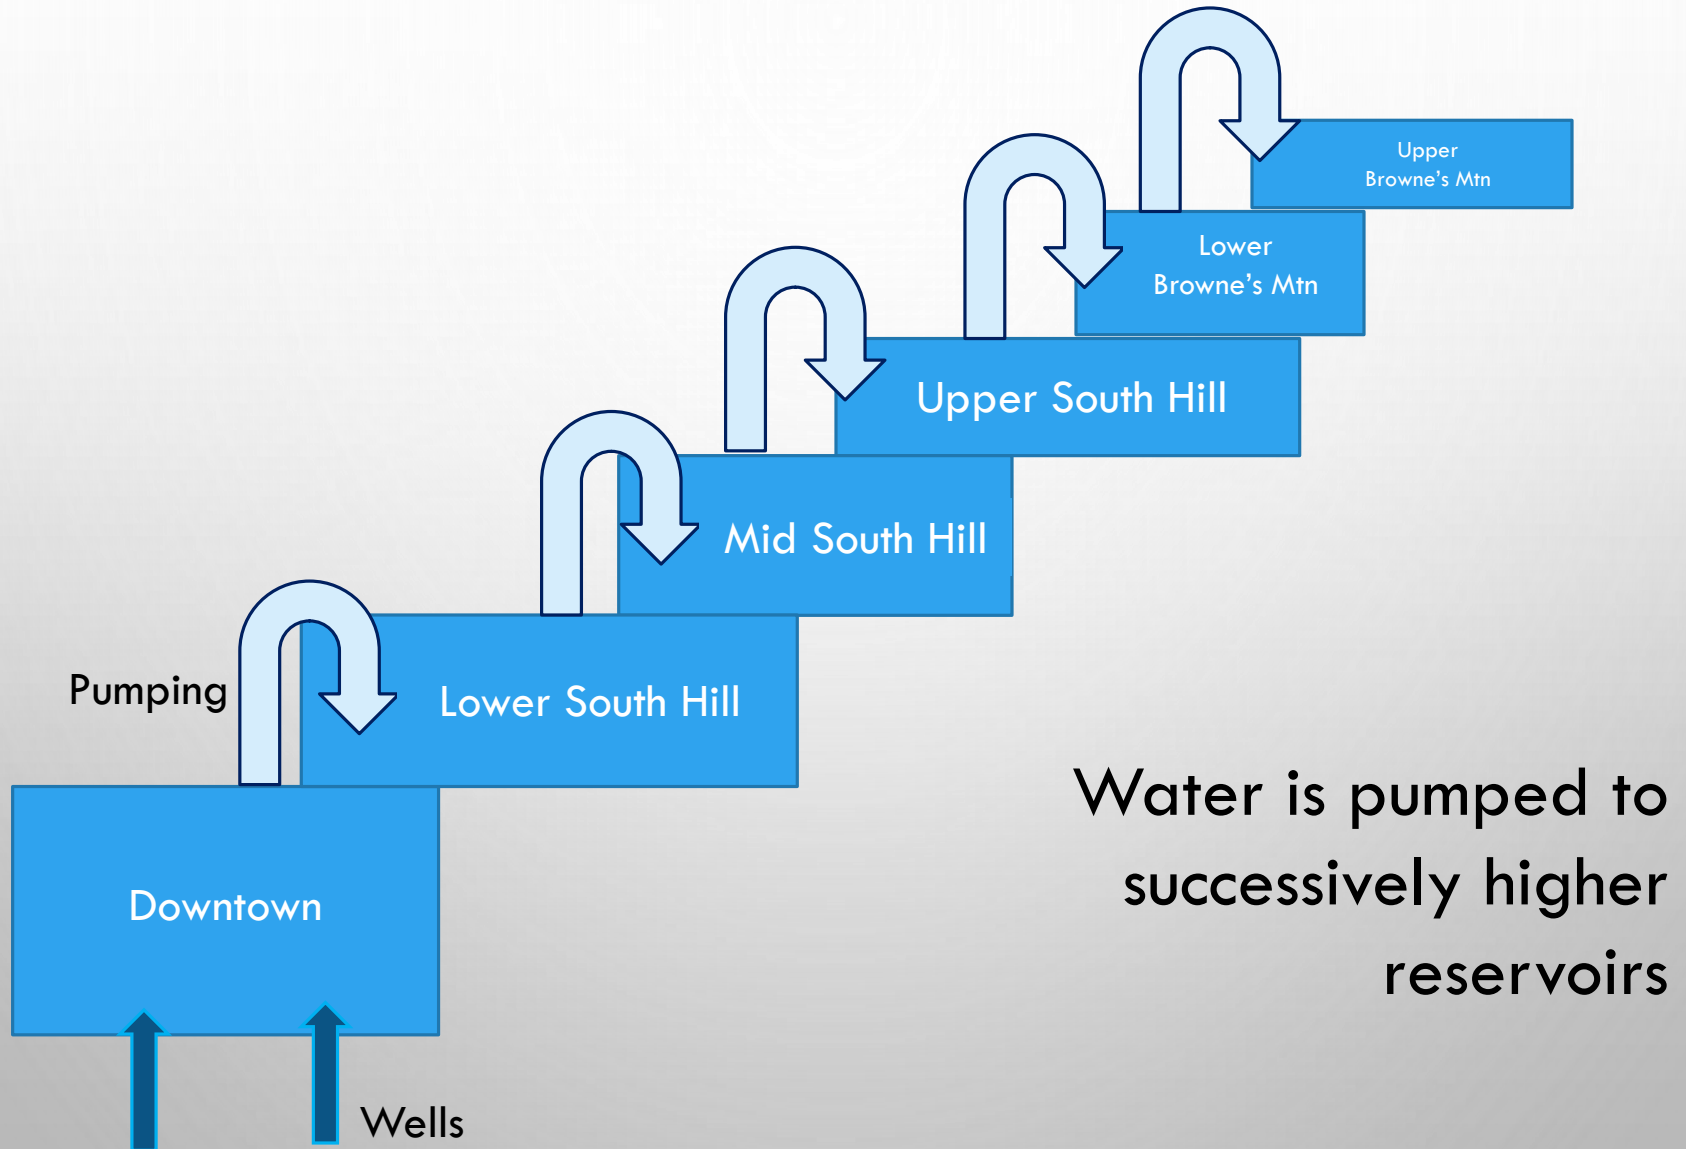 Upper
Browne's Mtn
Lower
Browne's Mtn
Upper South Hill
Mid South Hill
Pumping
Lower South Hill
Water is pumped to
successively higher
reservoirs
Downtown
Wells